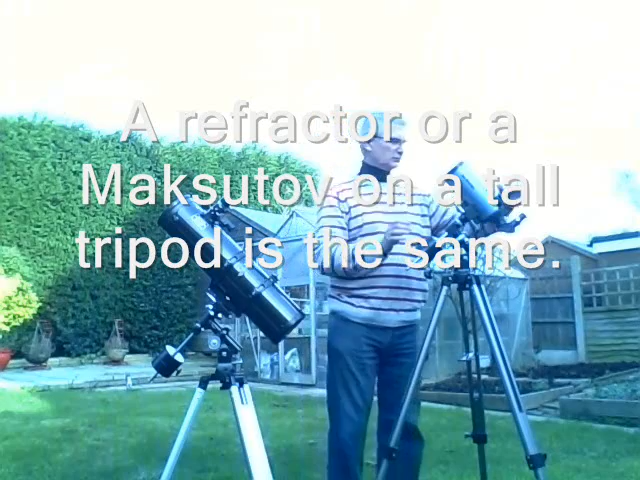 A refractor or a
Maksutov on a tall
tripod is the same.